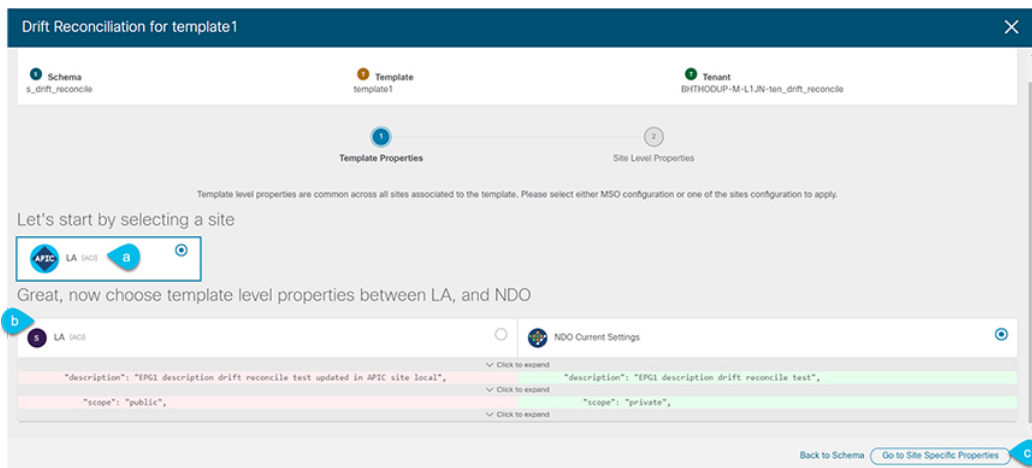 Drift Reconciliation for template1
S Schema
s_drift_reconcile
T Template
template1
T Tenant
BHTHODUP-M-L1JN-ten_drift_reconcile
1
Template Properties
2
Site Level Properties
Template level properties are common across all sites associated to the template. Please select either MSO configuration or one of the sites configuration to apply.
Let's start by selecting a site
APIC LA (ACI) a
Great, now choose template level properties between LA, and NDO
b
S LA (ACI)
NDO Current Settings
Click to expand
"description": "EPG1 description drift reconcile test updated in APIC site local",
"description": "EPG1 description drift reconcile test",
Click to expand
"scope": "public",
"scope": "private",
Click to expand
Back to Schema
Go to Site Specific Properties
c